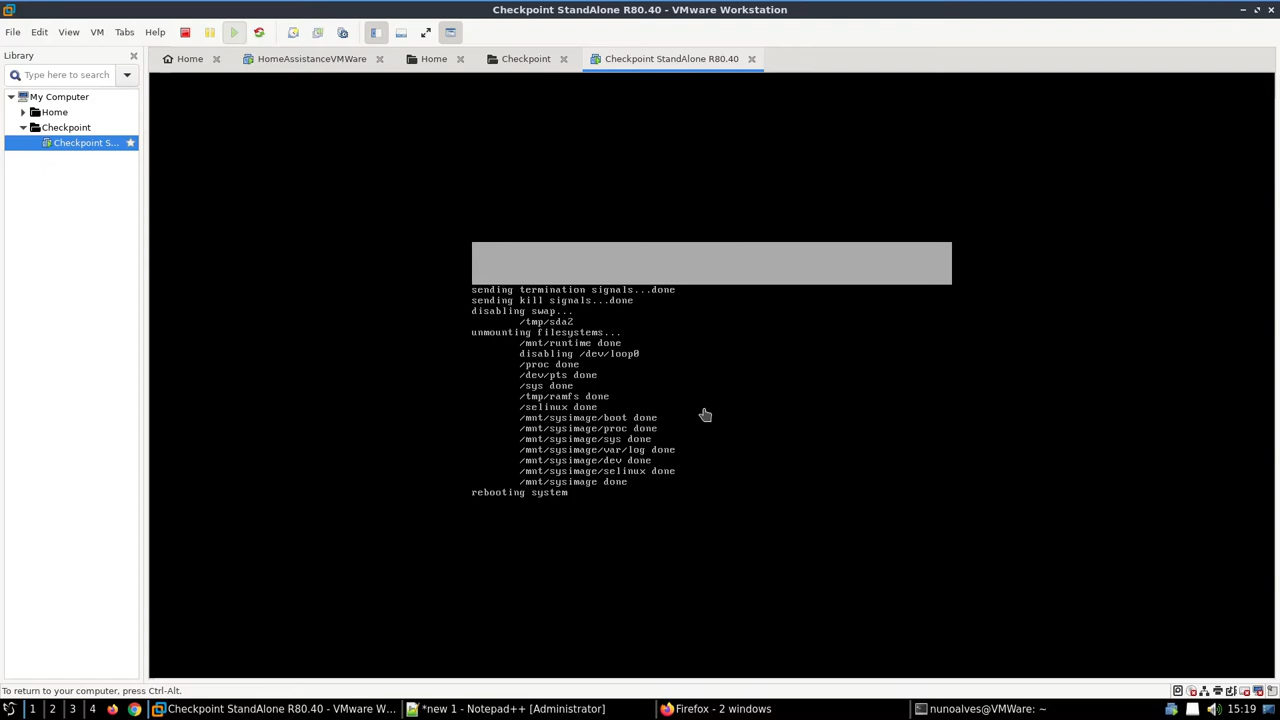 Checkpoint StandAlone R80.40 - VMware Workstation
File Edit View VM Tabs Help
Library
Type here to search
My Computer
Home
Checkpoint
Checkpoint S...
Home HomeAssistanceVMWare Home Checkpoint Checkpoint StandAlone R80.40
sending termination signals...done
sending kill signals...done
disabling swap...
/tmp/sda2
unmounting filesystems...
/mnt/runtime done
disabling /dev/loop0
/proc done
/dev/pts done
/sys done
/tmp/ramfs done
/selinux done
/mnt/sysimage/boot done
/mnt/sysimage/proc done
/mnt/sysimage/sys done
/mnt/sysimage/var/log done
/mnt/sysimage/dev done
/mnt/sysimage/selinux done
/mnt/sysimage done
rebooting system
To return to your computer, press Ctrl-Alt.
1 2 3 4 Checkpoint StandAlone R80.40 - VMware W... *new 1 - Notepad++ [Administrator] Firefox - 2 windows nunoalves@VMWare: ~ 15:19